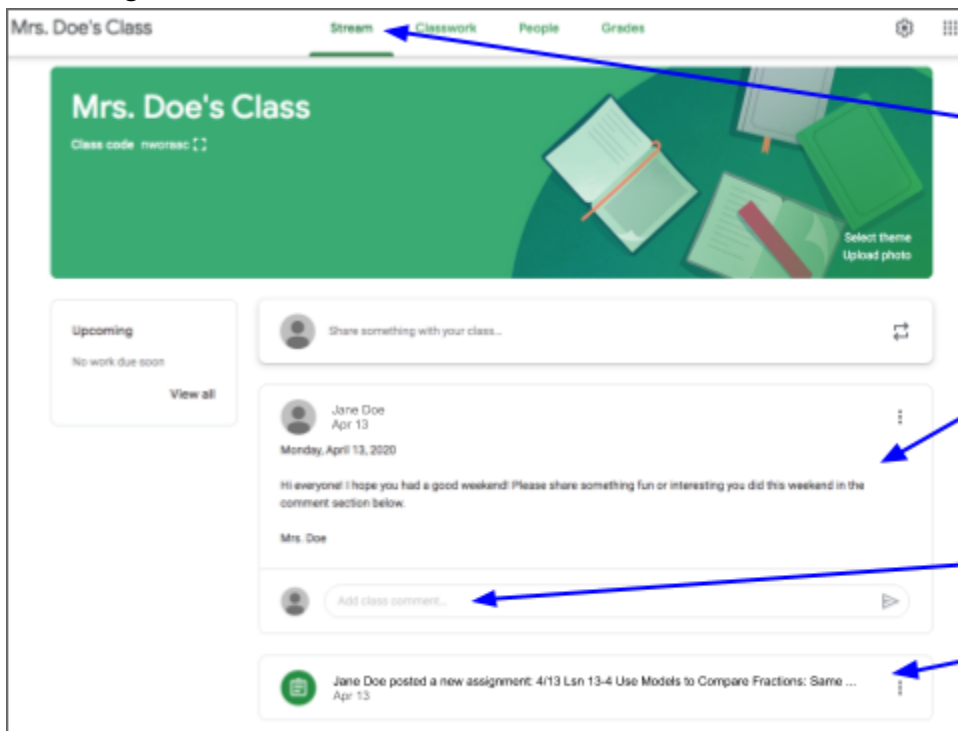 Mrs. Doe's Class
Stream Classwork People Grades
Mrs. Doe's Class
Class code nworsac
Select theme
Upload photo
Upcoming
No work due soon
View all
Share something with your class...
Jane Doe
Apr 13
Monday, April 13, 2020
Hi everyone! I hope you had a good weekend! Please share something fun or interesting you did this weekend in the
comment section below.
Mrs. Doe
Add class comment...
Jane Doe posted a new assignment: 4/13 Lsn 13-4 Use Models to Compare Fractions: Same ...
Apr 13